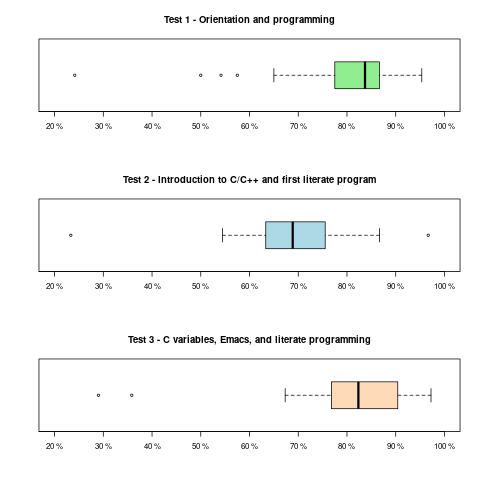 Test 1 - Orientation and programming
20 % 30 % 40 % 50 % 60 % 70 % 80 % 90 % 100 %
Test 2 - Introduction to C/C++ and first literate program
20 % 30 % 40 % 50 % 60 % 70 % 80 % 90 % 100 %
Test 3 - C variables, Emacs, and literate programming
20 % 30 % 40 % 50 % 60 % 70 % 80 % 90 % 100 %